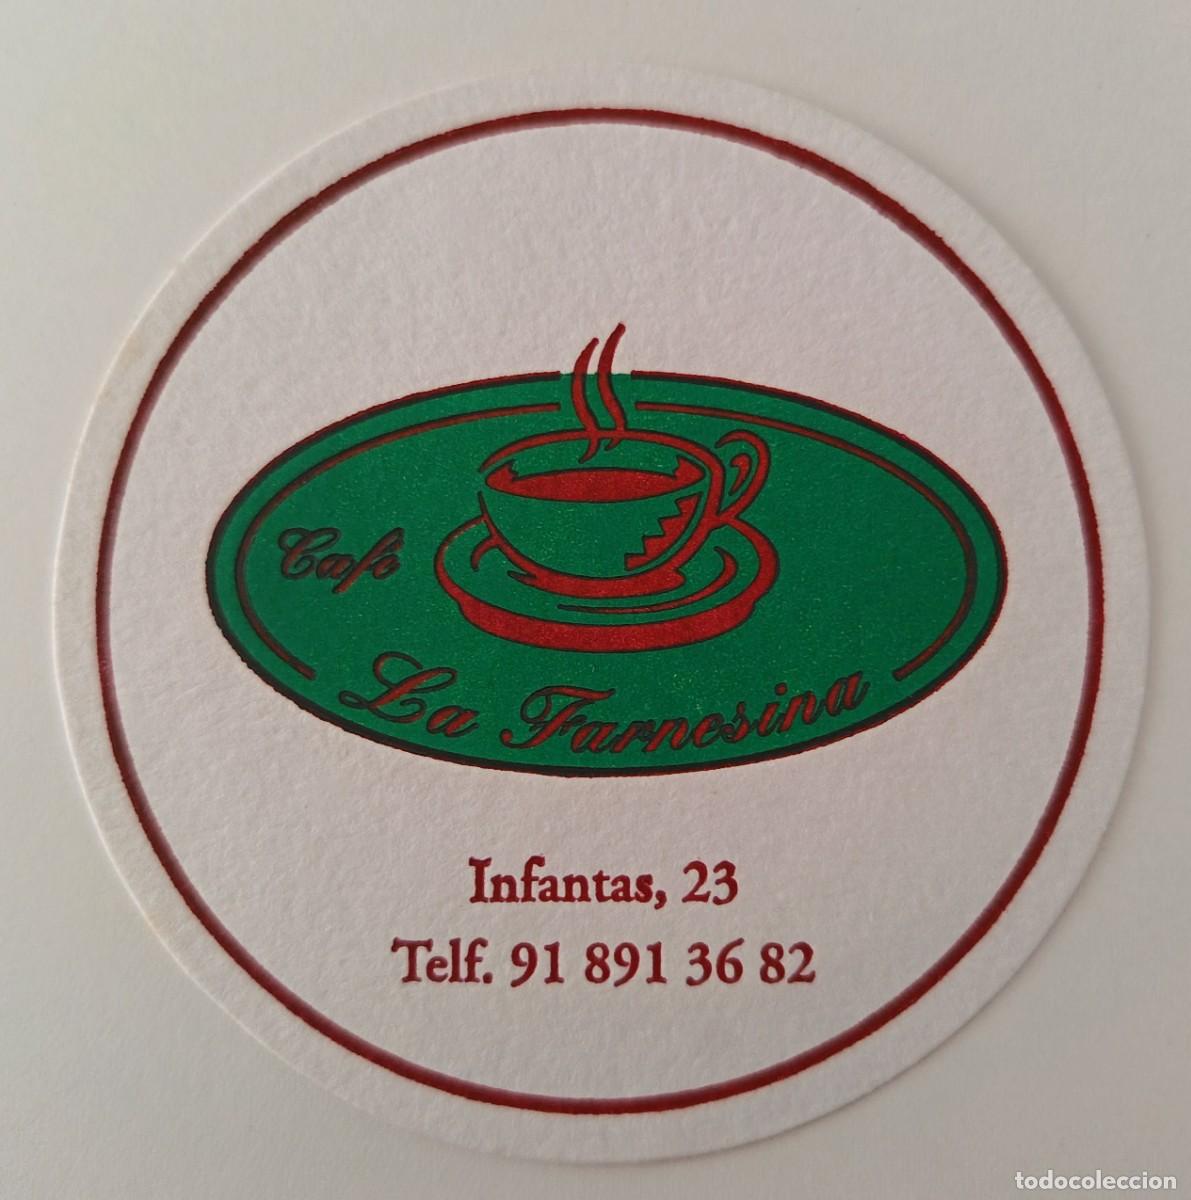 Café
La Farnesina
Infantas, 23
Telf. 91 891 36 82
todocoleccion